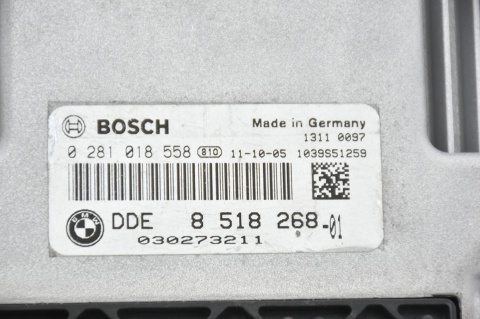 BOSCH Made in Germany
1311 0097
0 281 018 558 810 11-10-05 1039S51259
BMW DDE 8 518 268-01
030273211